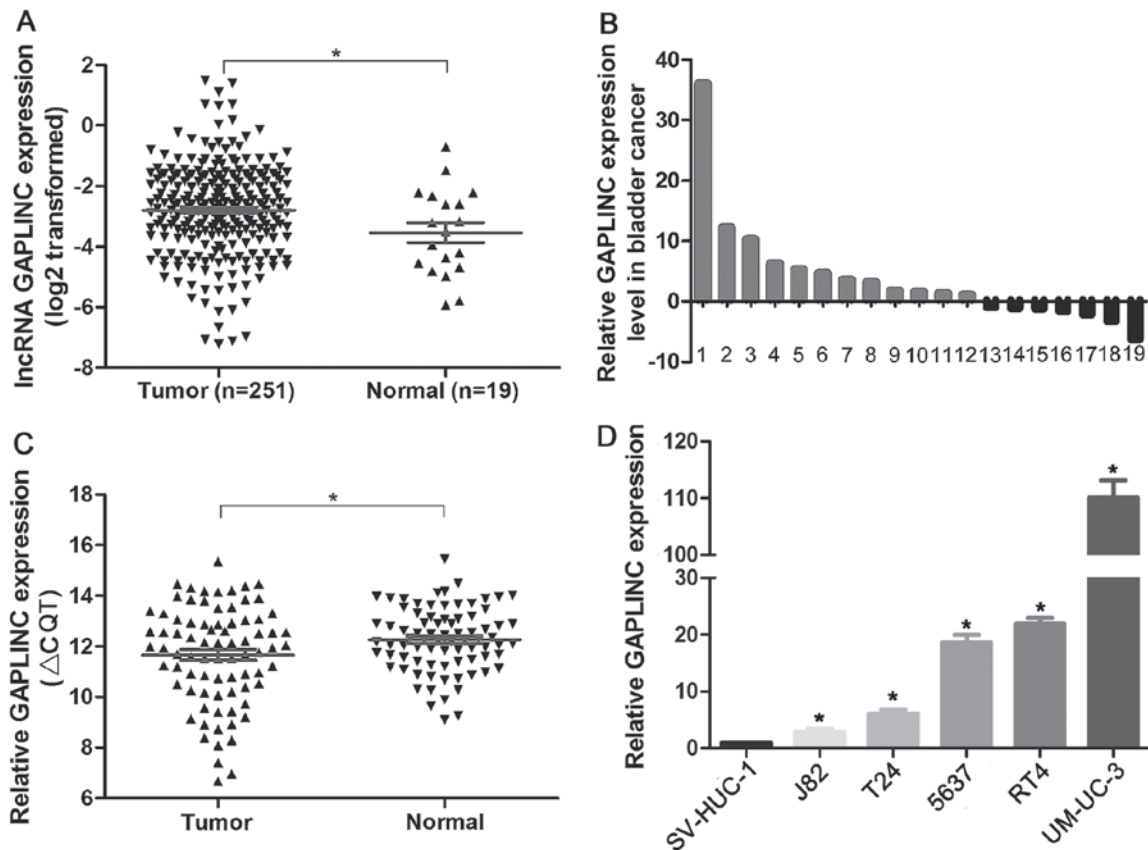 A
lncRNA GAPLINC expression
(log2 transformed)
2
0
-2
-4
-6
-8
*
Tumor (n=251) Normal (n=19)
B
Relative GAPLINC expression
level in bladder cancer
40
30
20
10
0
-10
1 2 3 4 5 6 7 8 9 10 11 12 13 14 15 16 17 18 19
C
Relative GAPLINC expression
(△CQT)
18
16
14
12
10
8
6
*
Tumor Normal
D
Relative GAPLINC expression
120
110
100
30
20
10
0
* * * * *
SV-HUC-1 J82 T24 5637 RT4 UM-UC-3